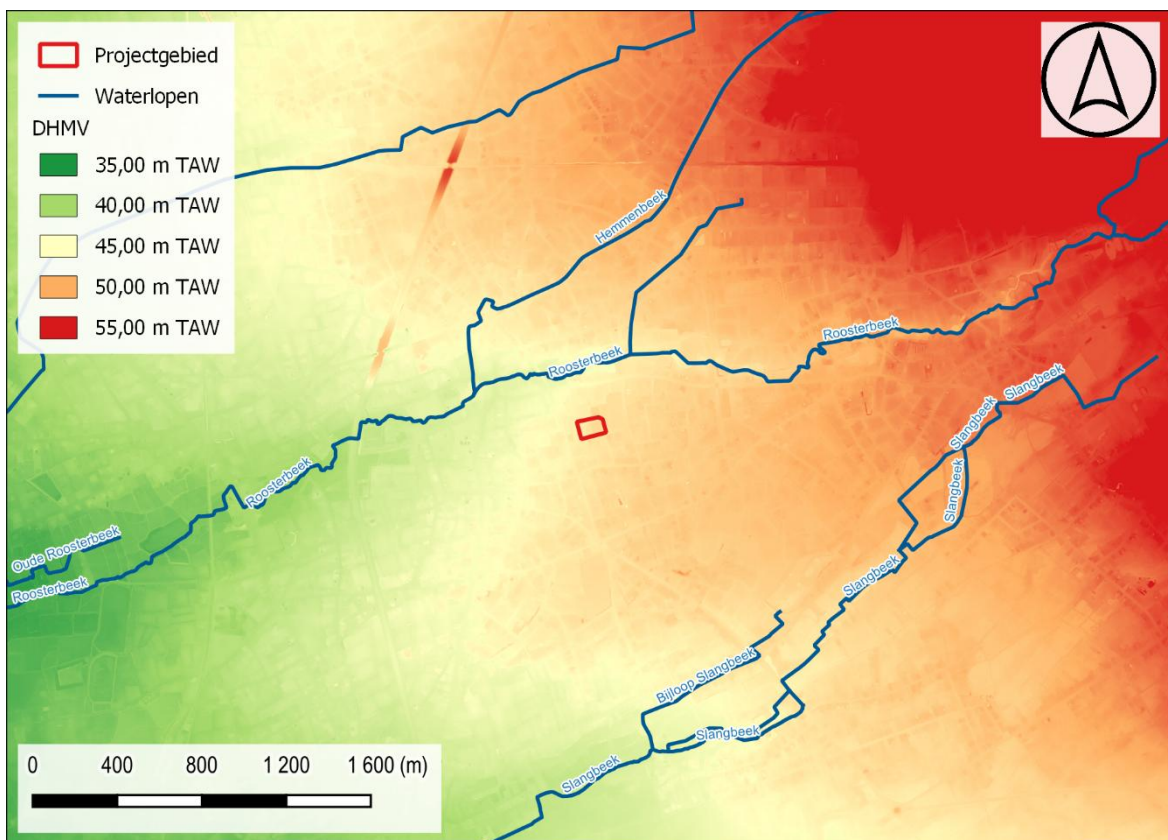 Projectgebied
Waterlopen
DHMV
35,00 m TAW
40,00 m TAW
45,00 m TAW
50,00 m TAW
55,00 m TAW
Hemmenbeek
Roosterbeek
Roosterbeek
Slangbeek
Slangbeek
Roosterbeek
Slangbeek
Oude Roosterbeek
Roosterbeek
Slangbeek
Bijloop Slangbeek
Slangbeek
Slangbeek
0 400 800 1 200 1 600 (m)